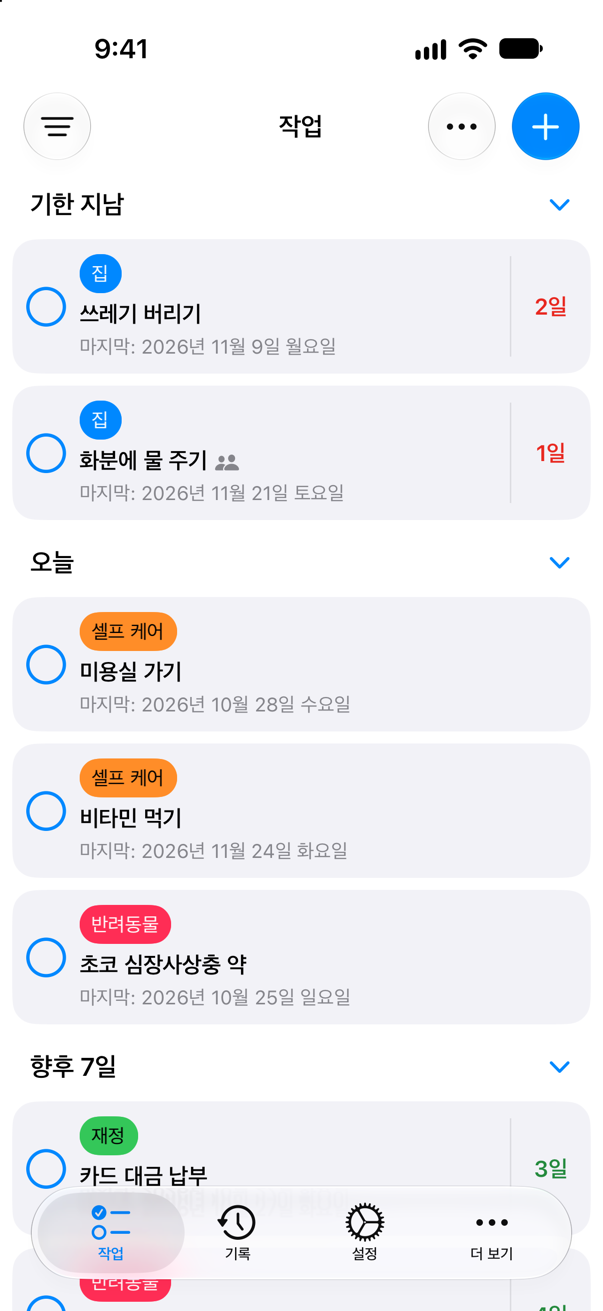 9:41
작업
기한 지남
집
쓰레기 버리기
마지막: 2026년 11월 9일 월요일
2일
집
화분에 물 주기
마지막: 2026년 11월 21일 토요일
1일
오늘
셀프 케어
미용실 가기
마지막: 2026년 10월 28일 수요일
셀프 케어
비타민 먹기
마지막: 2026년 11월 24일 화요일
반려동물
초코 심장사상충 약
마지막: 2026년 10월 25일 일요일
향후 7일
재정
카드 대금 납부
3일
작업
기록
설정
더 보기
반려동물